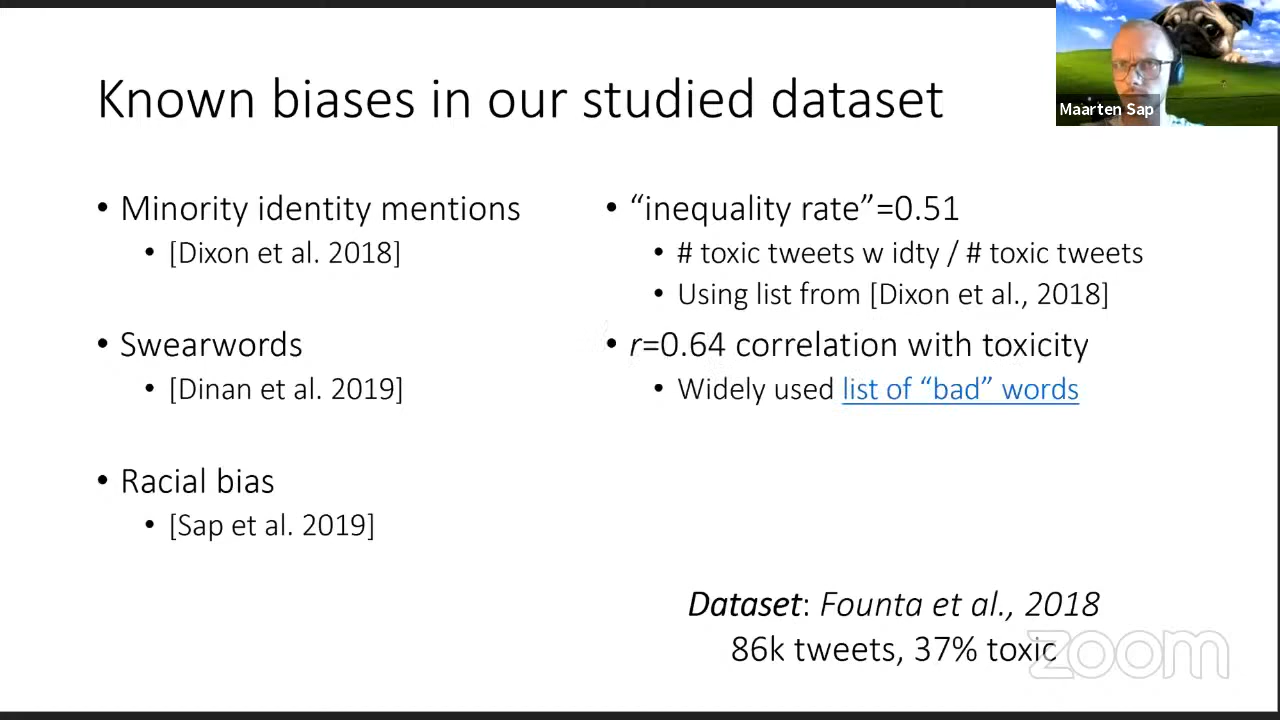 Known biases in our studied dataset
Maarten Sap
• Minority identity mentions
• [Dixon et al. 2018]
• Swearwords
• [Dinan et al. 2019]
• Racial bias
• [Sap et al. 2019]
• “inequality rate”=0.51
• # toxic tweets w idty / # toxic tweets
• Using list from [Dixon et al., 2018]
• r=0.64 correlation with toxicity
• Widely used list of “bad” words
Dataset: Founta et al., 2018
86k tweets, 37% toxic
zoom